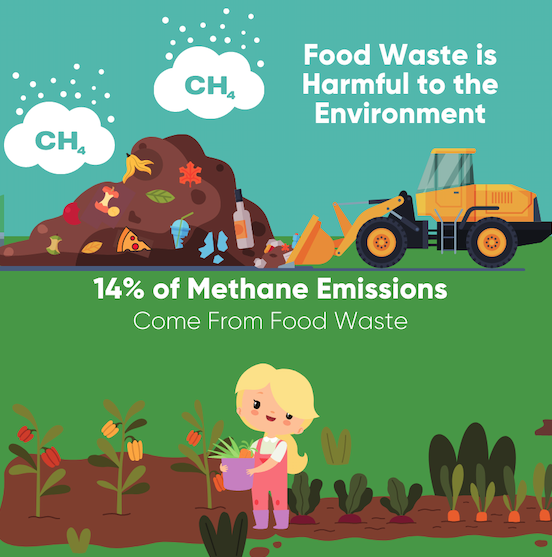 CH₄
CH₄
Food Waste is
Harmful to the
Environment
14% of Methane Emissions
Come From Food Waste